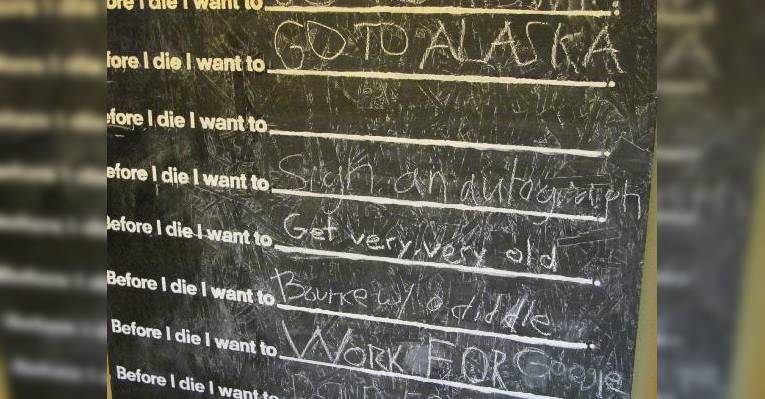 ore I die I want to
fore I die I want to GO TO ALASKA
efore I die I want to
efore I die I want to Sign an autograph
Before I die I want to Get very, very old
Before I die I want to w/ o diddle
Before I die I want to WORK FOR Google
Before I die I want to